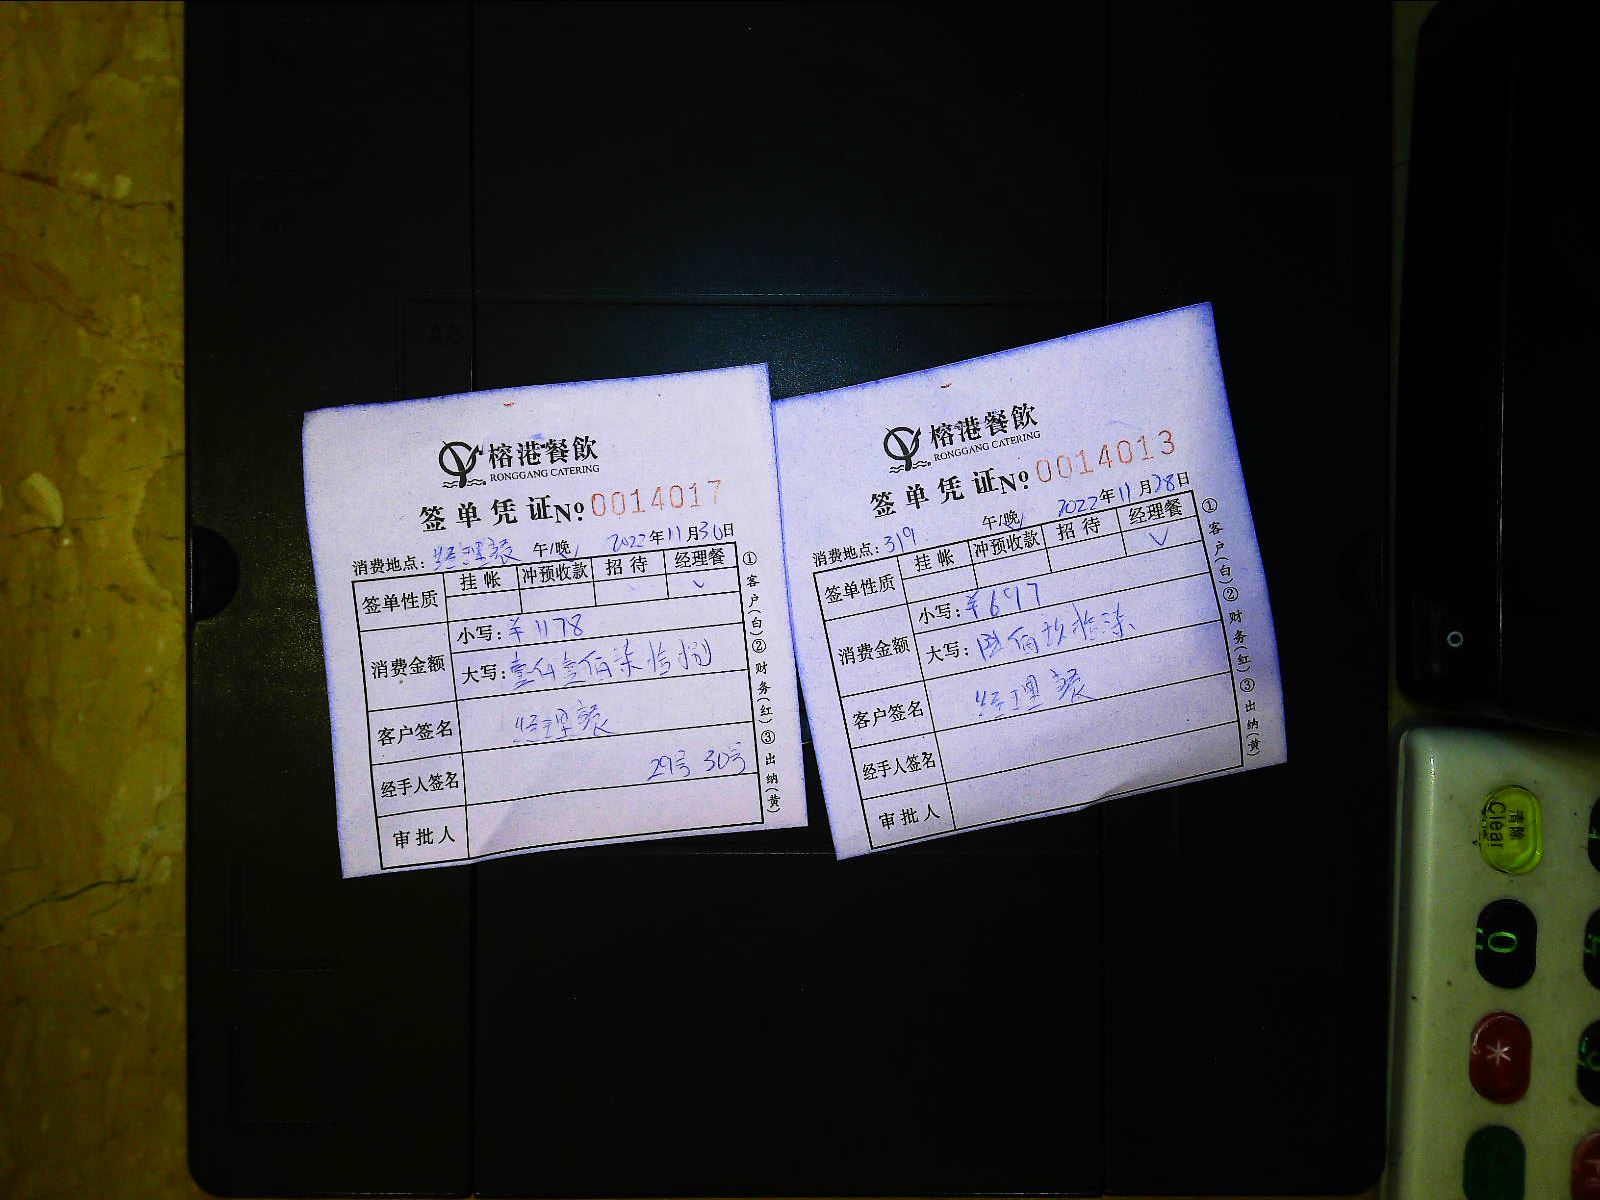 榕港餐飲
RONGGANG CATERING
签单凭证 Nº 0014017
消费地点: 经理餐 午/晚 2022年11月30日
签单性质 挂帐 冲预收款 招待 经理餐
✓
消费金额 小写: ¥1178
大写: 壹仟壹佰柒拾捌
客户签名 经理餐
经手人签名 29号 30号
审批人
①客户(白)②财务(红)③出纳(黄)
榕港餐飲
RONGGANG CATERING
签单凭证 Nº 0014013
消费地点: 319 午/晚 2022年11月28日
签单性质 挂帐 冲预收款 招待 经理餐
✓
消费金额 小写: ¥697
大写: 陆佰玖拾柒
客户签名 经理餐
经手人签名
审批人
①客户(白)②财务(红)③出纳(黄)
A6
清除
Clear
0
*